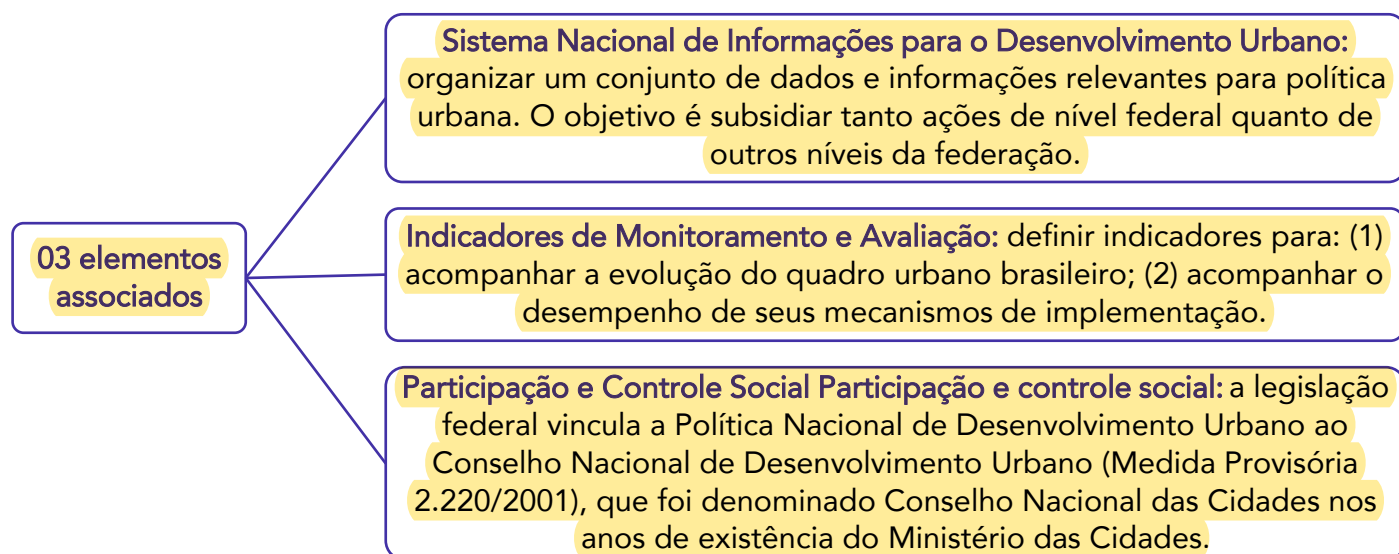 Sistema Nacional de Informações para o Desenvolvimento Urbano:
organizar um conjunto de dados e informações relevantes para política
urbana. O objetivo é subsidiar tanto ações de nível federal quanto de
outros níveis da federação.
03 elementos
associados
Indicadores de Monitoramento e Avaliação: definir indicadores para: (1)
acompanhar a evolução do quadro urbano brasileiro; (2) acompanhar o
desempenho de seus mecanismos de implementação.
Participação e Controle Social Participação e controle social: a legislação
federal vincula a Política Nacional de Desenvolvimento Urbano ao
Conselho Nacional de Desenvolvimento Urbano (Medida Provisória
2.220/2001), que foi denominado Conselho Nacional das Cidades nos
anos de existência do Ministério das Cidades.